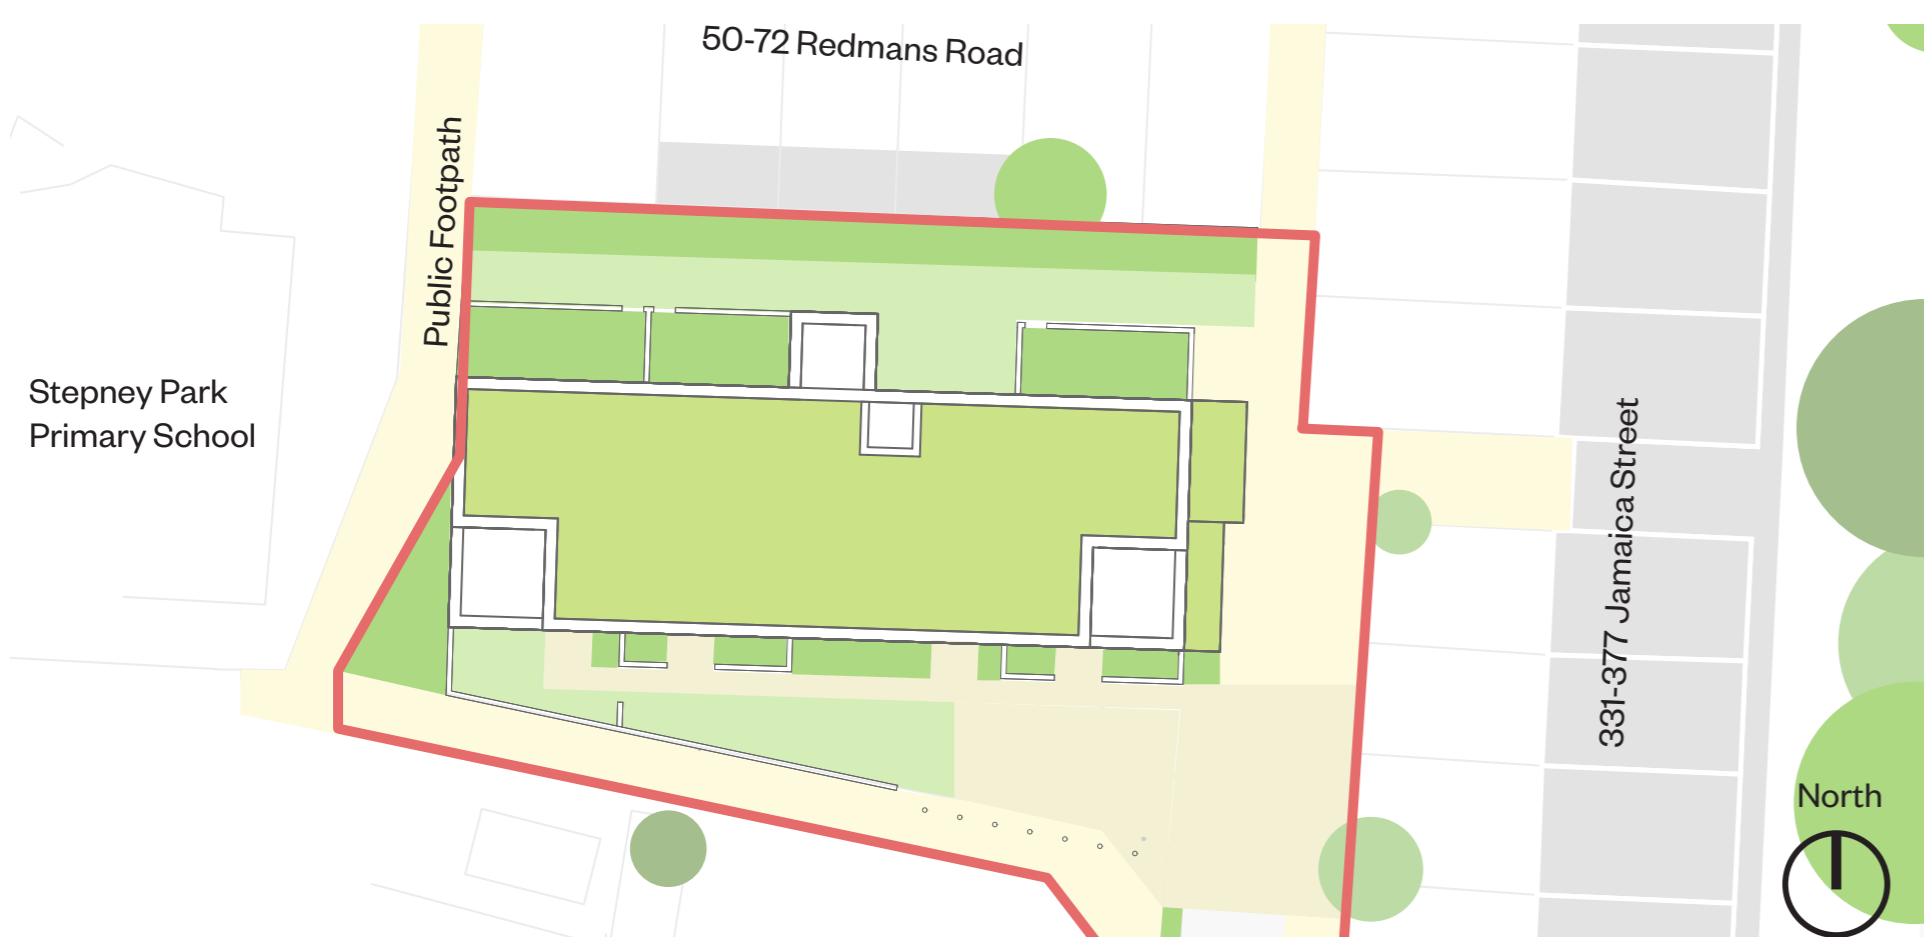 50-72 Redmans Road
Public Footpath
Stepney Park
Primary School
331-377 Jamaica Street
North